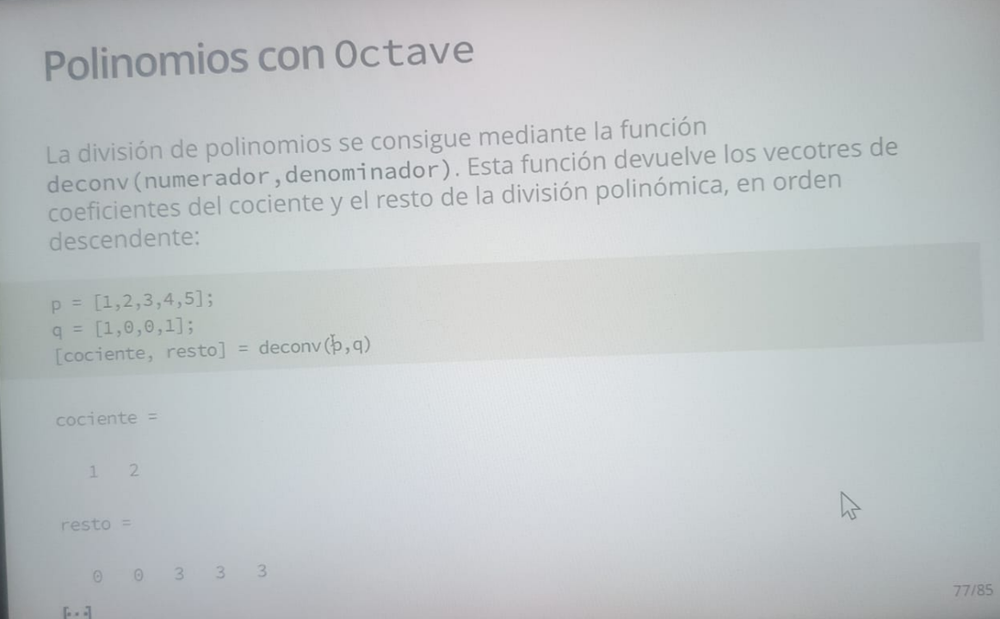 Polinomios con Octave
La división de polinomios se consigue mediante la función
deconv(numerador,denominador). Esta función devuelve los vecotres de
coeficientes del cociente y el resto de la división polinómica, en orden
descendente:
p = [1,2,3,4,5];
q = [1,0,0,1];
[cociente, resto] = deconv(p,q)
cociente =
1 2
resto =
0 0 3 3 3
[...]
77/85